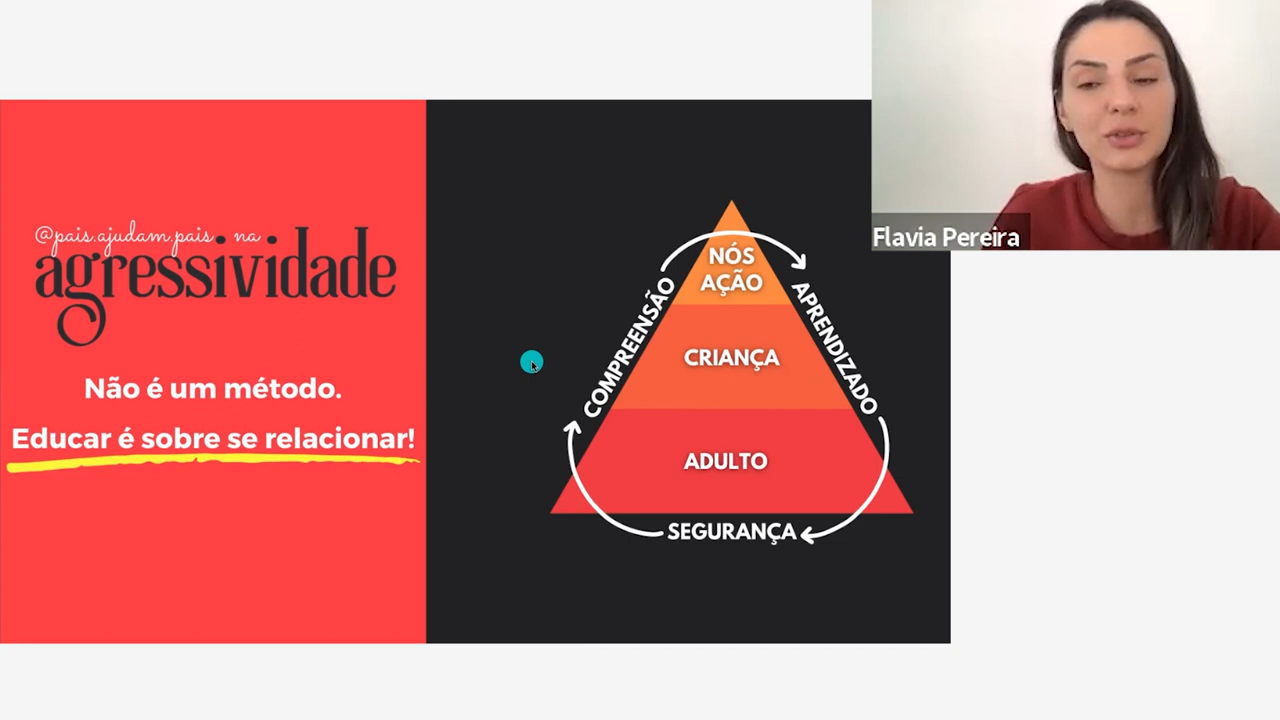 @pais.ajudam.pais na
agressividade
Não é um método.
Educar é sobre se relacionar!
NÓS
AÇÃO
COMPREENSÃO
APRENDIZADO
CRIANÇA
ADULTO
SEGURANÇA
Flavia Pereira